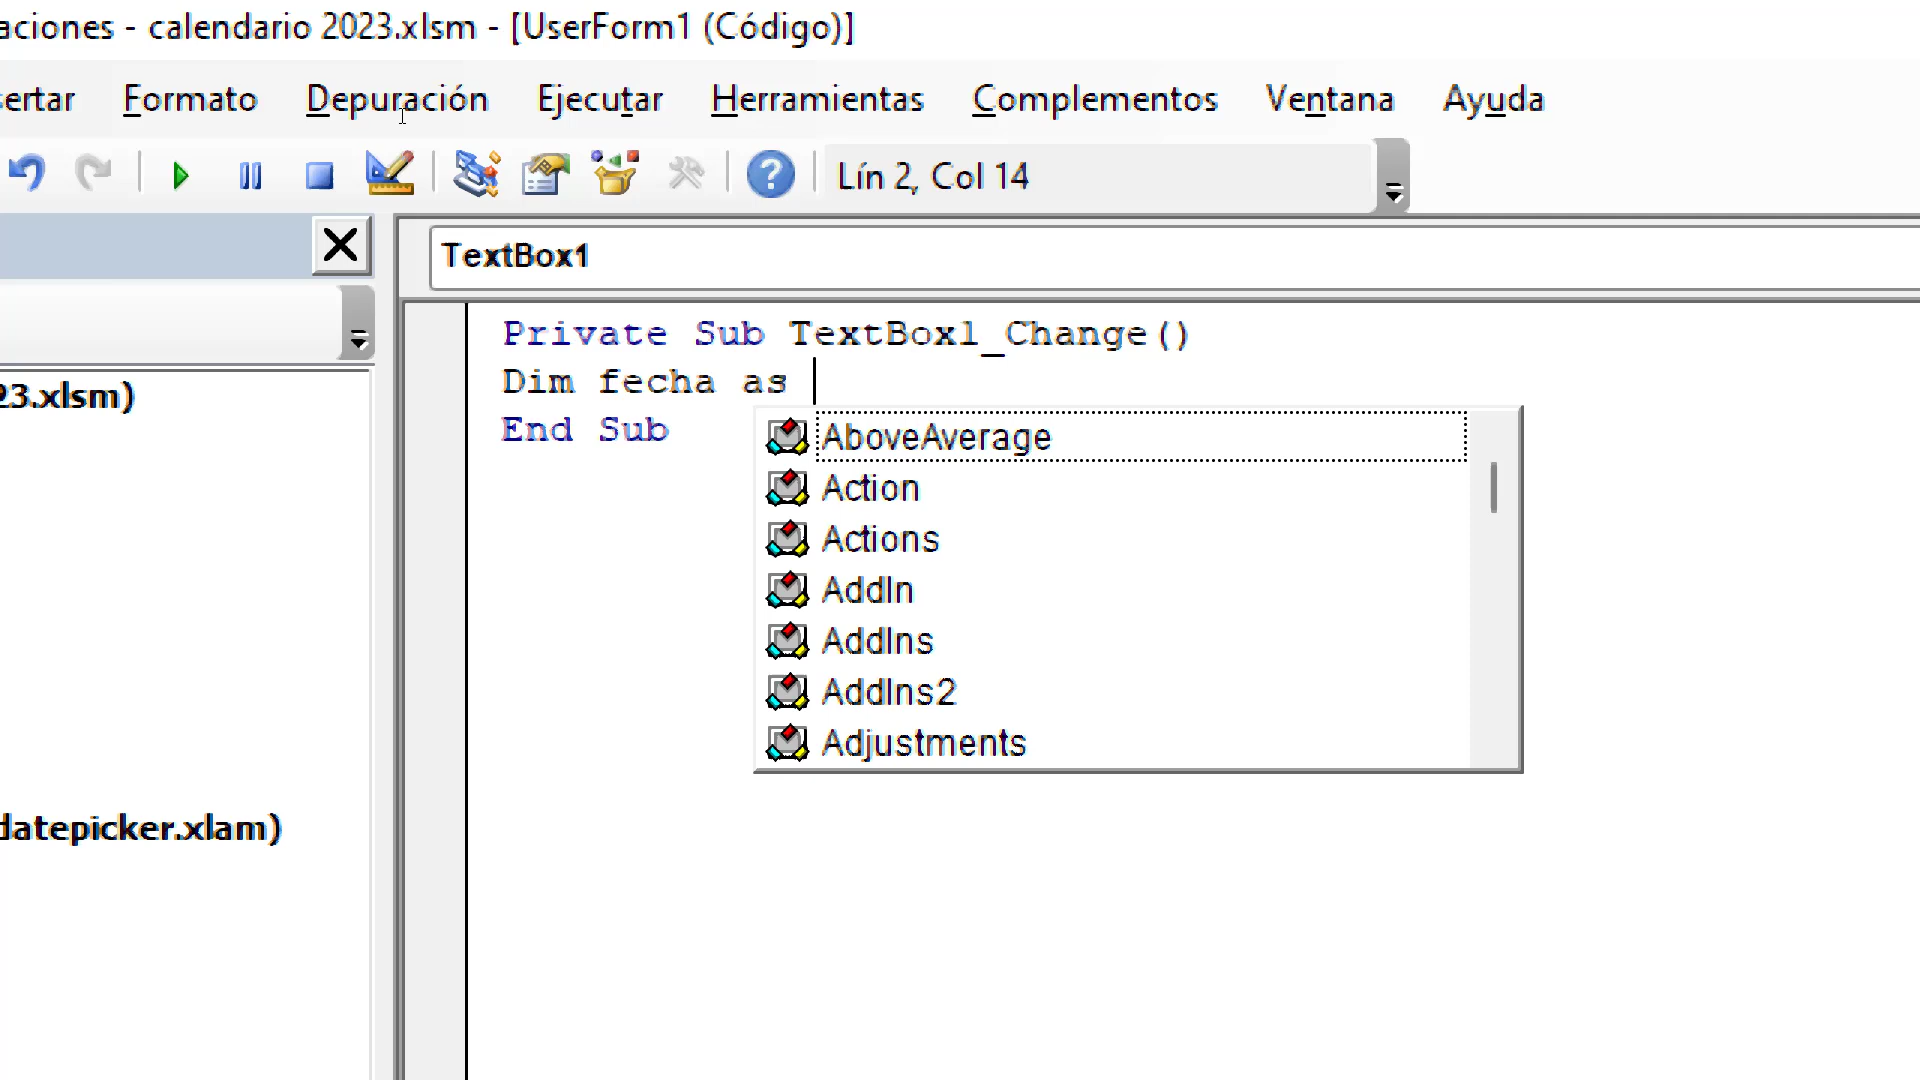 aciones - calendario 2023.xlsm - [UserForm1 (Código)]
ertar Formato Depuración Ejecutar Herramientas Complementos Ventana Ayuda
Lín 2, Col 14
TextBox1
Private Sub TextBox1_Change()
Dim fecha as
End Sub
AboveAverage
Action
Actions
AddIn
AddIns
AddIns2
Adjustments
23.xlsm)
datepicker.xlam)